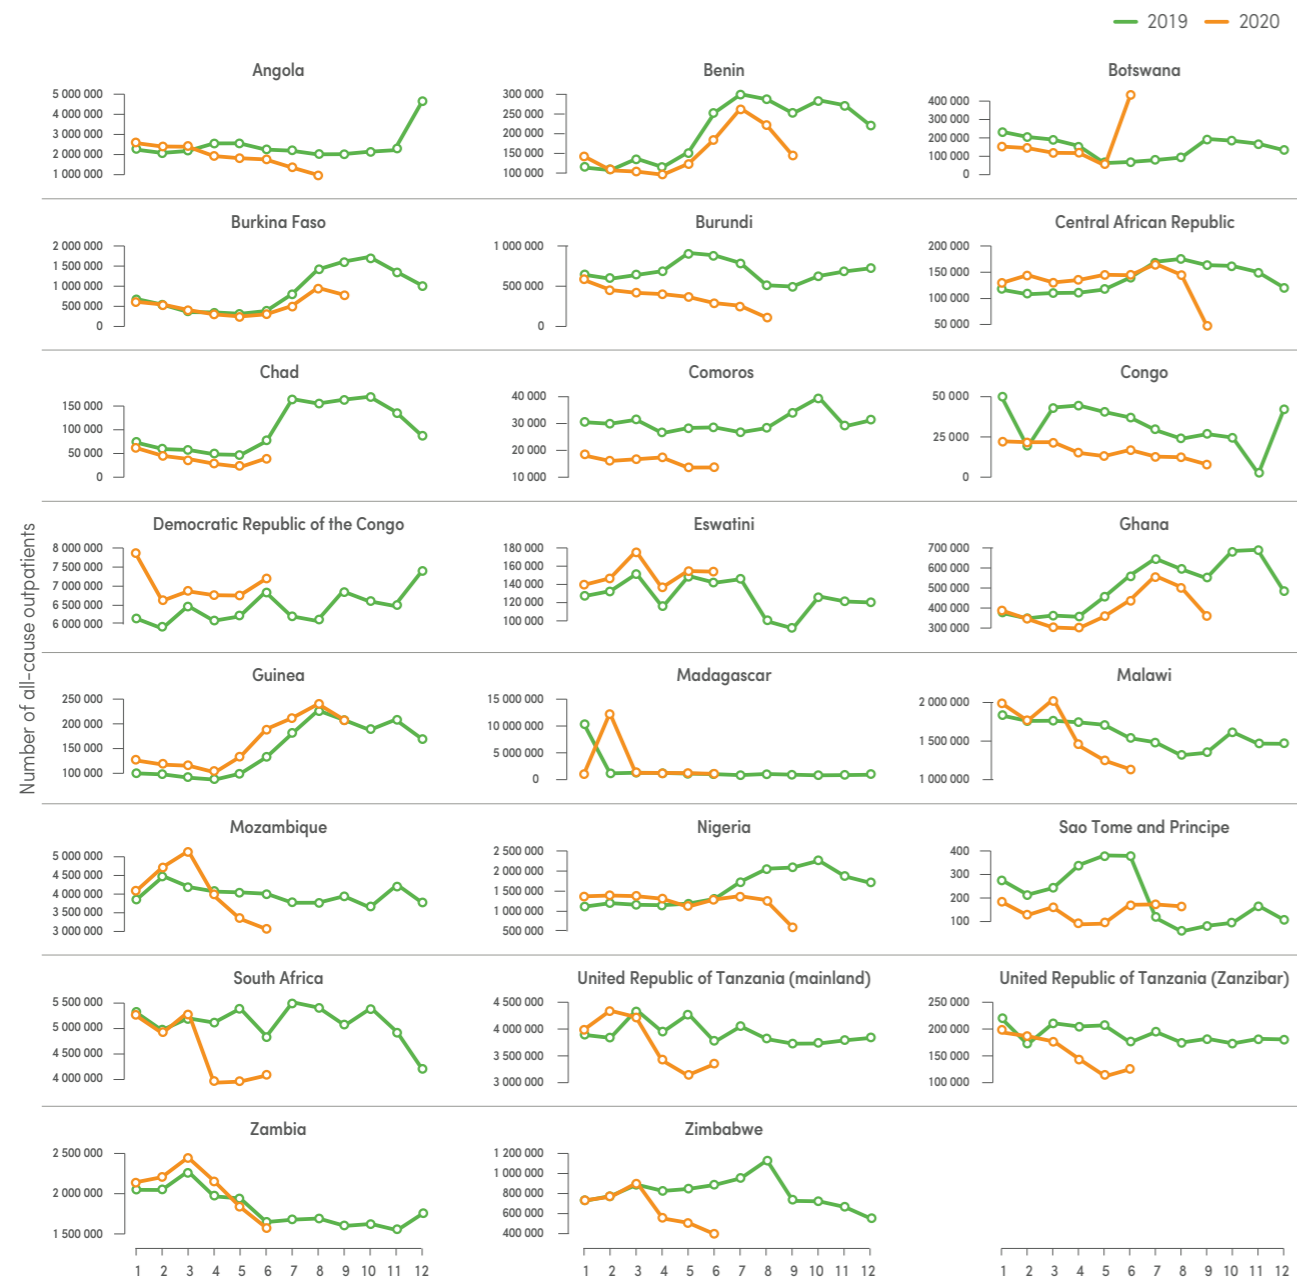 2019 2020
Number of all-cause outpatients
Angola
5 000 000
4 000 000
3 000 000
2 000 000
1 000 000
Benin
300 000
250 000
200 000
150 000
100 000
Botswana
400 000
300 000
200 000
100 000
0
Burkina Faso
2 000 000
1 500 000
1 000 000
500 000
0
Burundi
1 000 000
500 000
0
Central African Republic
200 000
150 000
100 000
50 000
Chad
150 000
100 000
50 000
0
Comoros
40 000
30 000
20 000
10 000
Congo
50 000
25 000
0
Democratic Republic of the Congo
8 000 000
7 500 000
7 000 000
6 500 000
6 000 000
Eswatini
180 000
160 000
140 000
120 000
100 000
Ghana
700 000
600 000
500 000
400 000
300 000
Guinea
250 000
200 000
150 000
100 000
Madagascar
15 000 000
10 000 000
5 000 000
0
Malawi
2 000 000
1 500 000
1 000 000
Mozambique
5 000 000
4 500 000
4 000 000
3 500 000
3 000 000
Nigeria
2 500 000
2 000 000
1 500 000
1 000 000
500 000
Sao Tome and Principe
400
300
200
100
South Africa
5 500 000
5 000 000
4 500 000
4 000 000
United Republic of Tanzania (mainland)
4 500 000
4 000 000
3 500 000
3 000 000
United Republic of Tanzania (Zanzibar)
250 000
200 000
150 000
100 000
Zambia
2 500 000
2 000 000
1 500 000
Zimbabwe
1 200 000
1 000 000
800 000
600 000
400 000
1 2 3 4 5 6 7 8 9 10 11 12
1 2 3 4 5 6 7 8 9 10 11 12
1 2 3 4 5 6 7 8 9 10 11 12